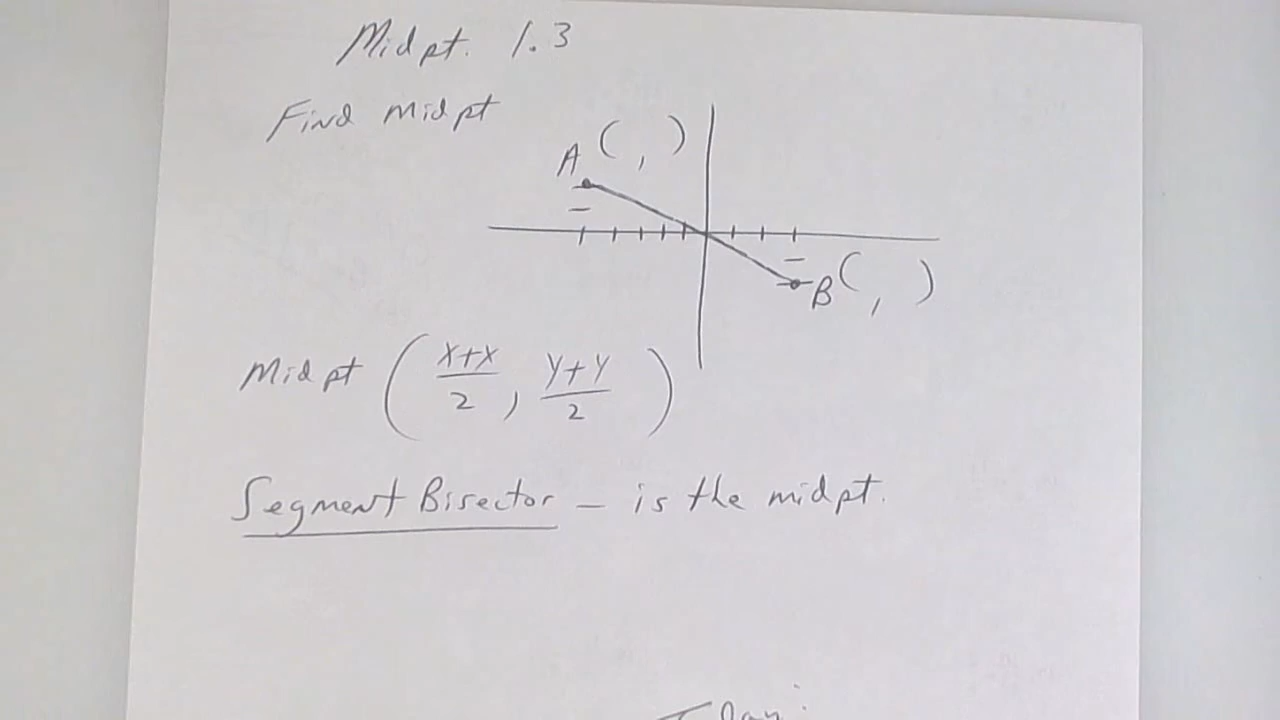 Midpt. 1.3
Find midpt
A ( , )
B ( , )
Midpt ( x+x/2 , y+y/2 )
Segment Bisector – is the midpt.